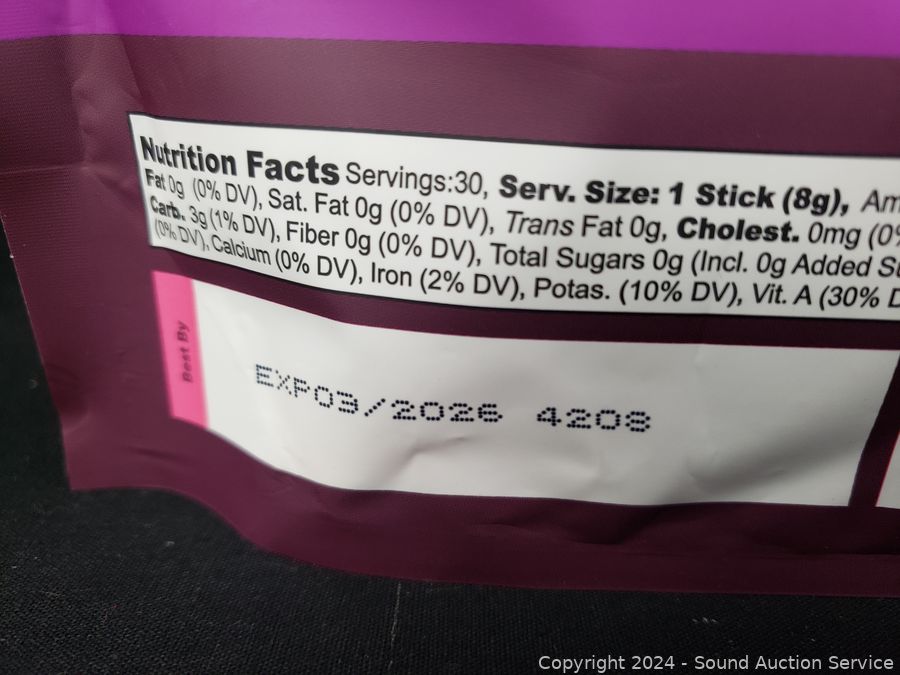 Nutrition Facts Servings:30, Serv. Size: 1 Stick (8g),
Fat 0g (0% DV), Sat. Fat 0g (0% DV), Trans Fat 0g, Cholest. 0mg
Carb. 3g (1% DV), Fiber 0g (0% DV), Total Sugars 0g (Incl. 0g Added
(0% DV), Calcium (0% DV), Iron (2% DV), Potas. (10% DV), Vit. A (30%
Best By
EXP03/2026 4208
Copyright 2024 - Sound Auction Service